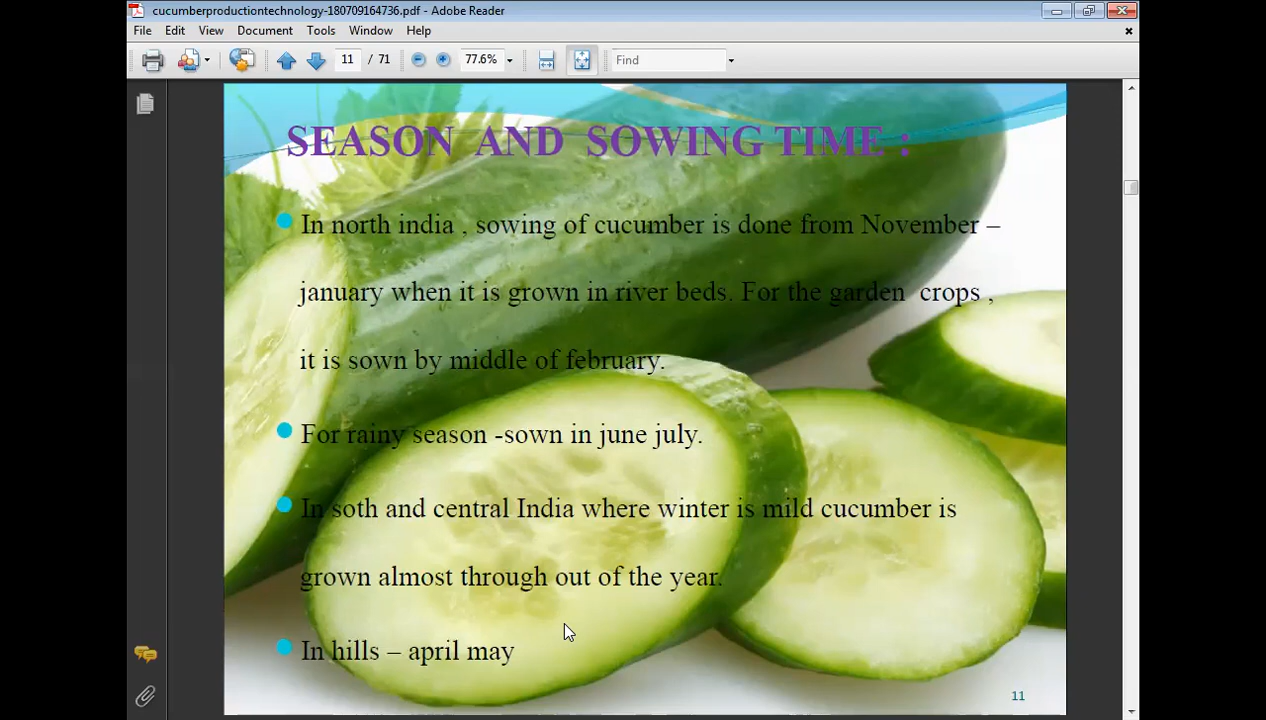 cucumberproductiontechnology-180709164736.pdf - Adobe Reader
File Edit View Document Tools Window Help
11 / 71 77.6% Find
SEASON AND SOWING TIME :
In north india , sowing of cucumber is done from November –
january when it is grown in river beds. For the garden crops ,
it is sown by middle of february.
For rainy season -sown in june july.
In soth and central India where winter is mild cucumber is
grown almost through out of the year.
In hills – april may
11